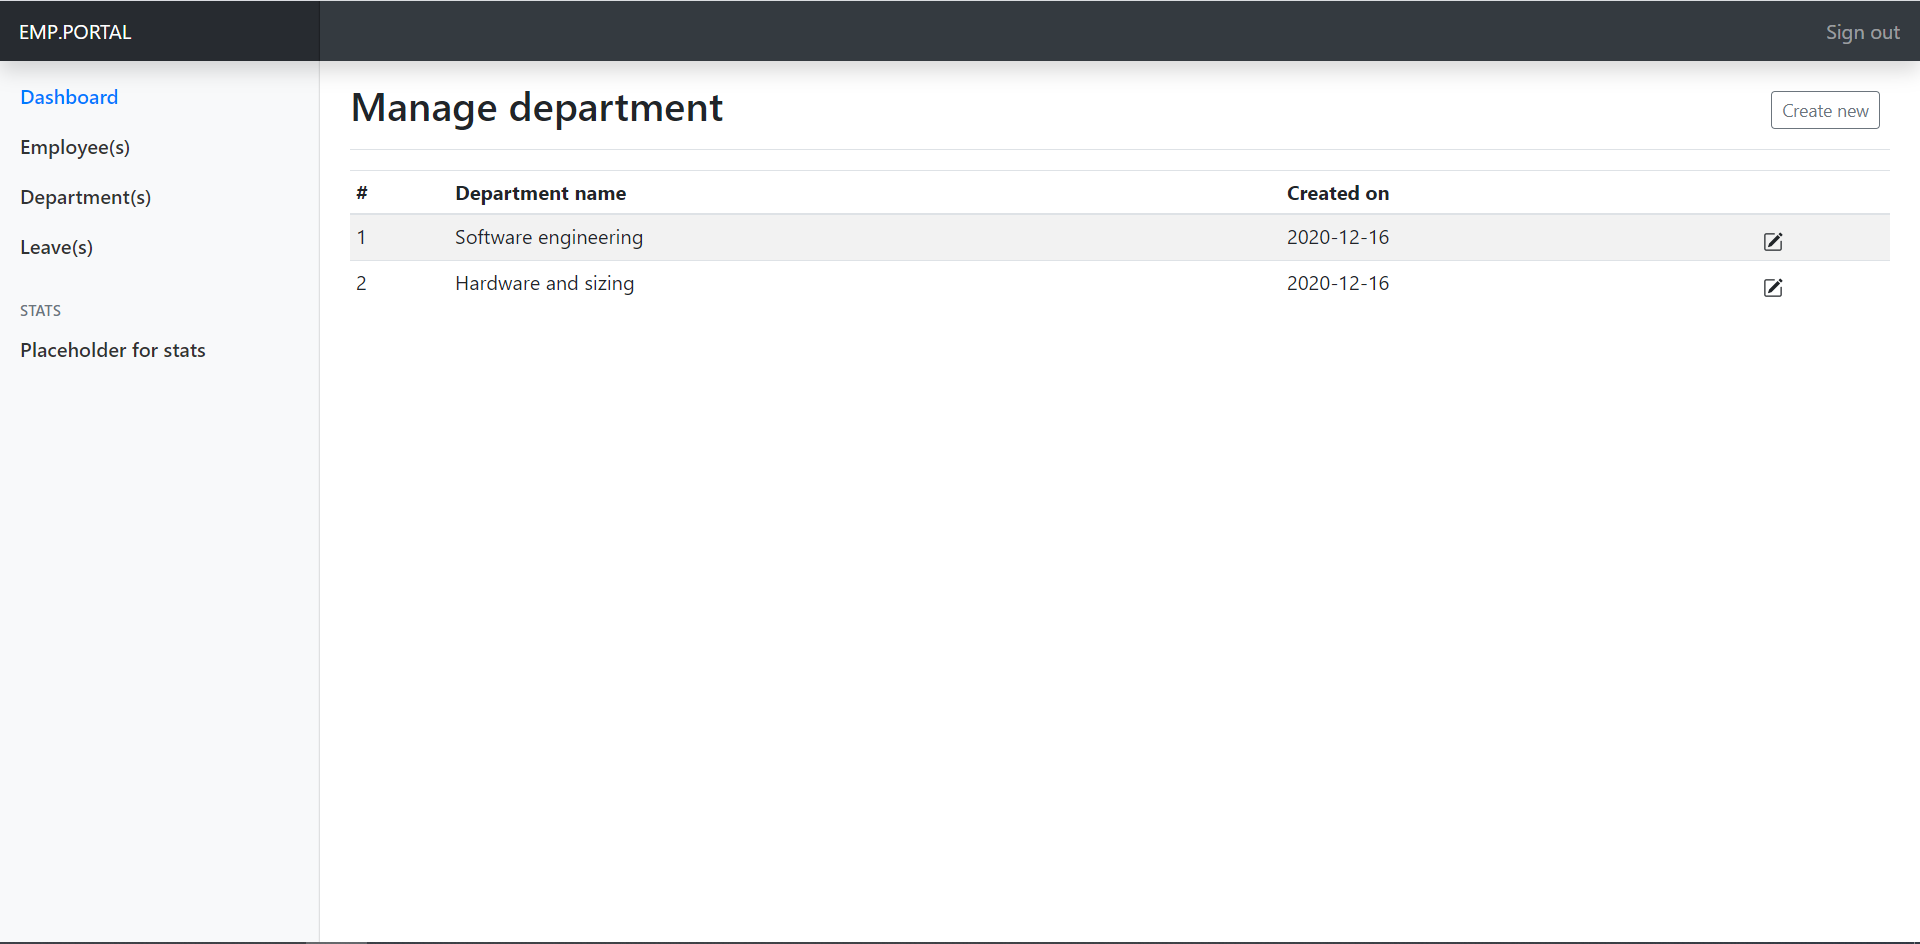 EMP.PORTAL
Sign out
Dashboard
Employee(s)
Department(s)
Leave(s)
STATS
Placeholder for stats
Manage department
Create new
# Department name Created on
1 Software engineering 2020-12-16
2 Hardware and sizing 2020-12-16